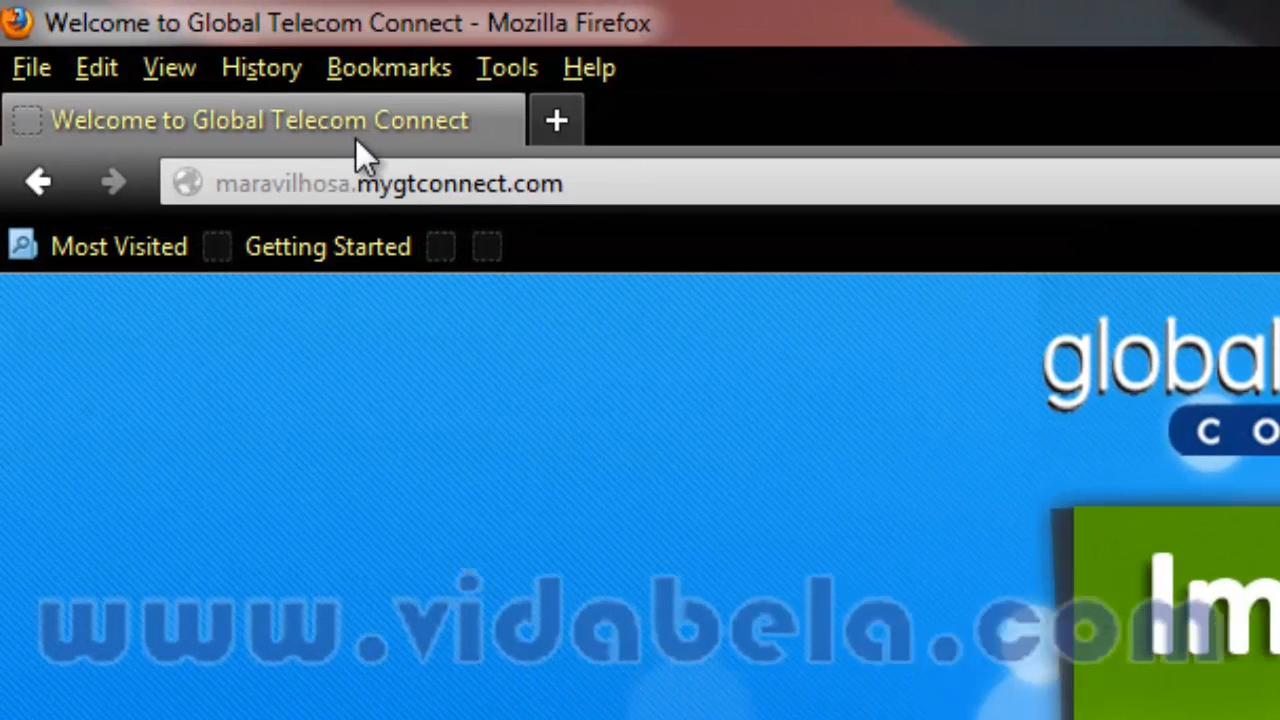 Welcome to Global Telecom Connect - Mozilla Firefox
File Edit View History Bookmarks Tools Help
Welcome to Global Telecom Connect
maravilhosa.mygtconnect.com
Most Visited Getting Started
global
CO
Im
www.vidabela.com